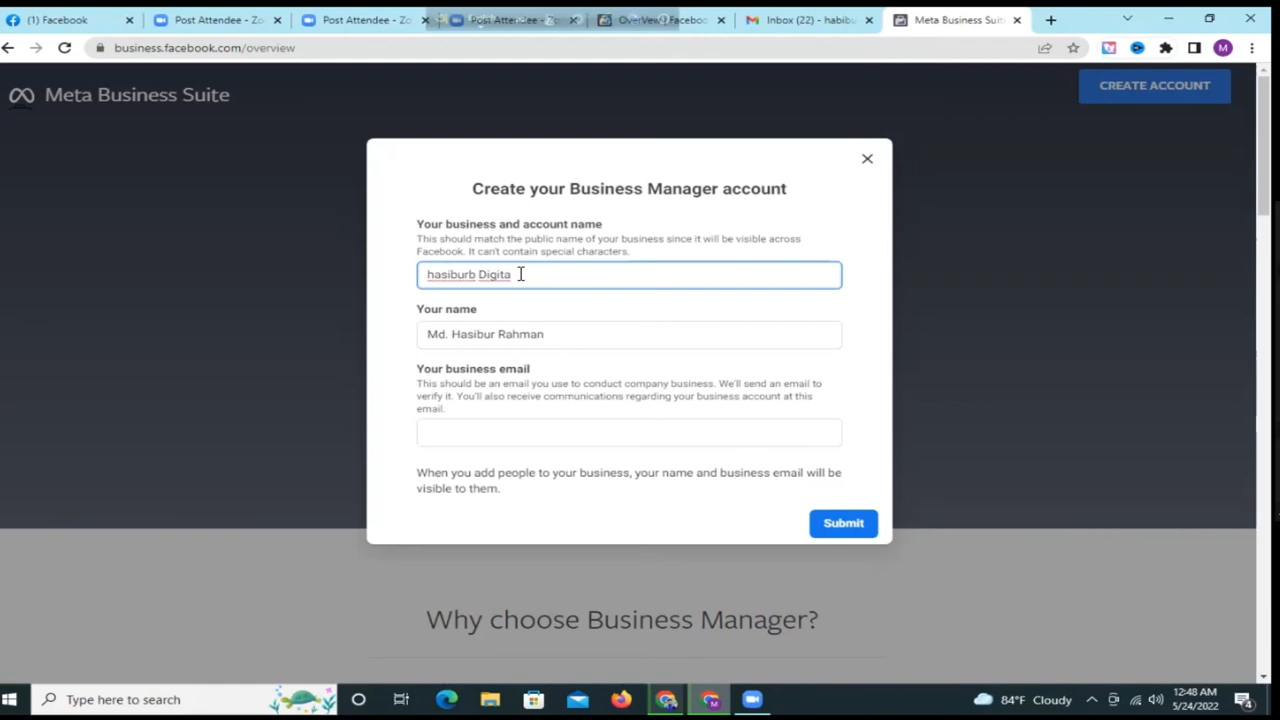 (1) Facebook
Post Attendee - Zo
Post Attendee - Zo
Post Attendee - Zo
OverView | Facebo
Inbox (22) - habibu
Meta Business Suit
business.facebook.com/overview
M
Meta Business Suite
CREATE ACCOUNT
Create your Business Manager account
Your business and account name
This should match the public name of your business since it will be visible across
Facebook. It can't contain special characters.
hasiburb Digita
Your name
Md. Hasibur Rahman
Your business email
This should be an email you use to conduct company business. We'll send an email to
verify it. You'll also receive communications regarding your business account at this
email.
When you add people to your business, your name and business email will be
visible to them.
Submit
Why choose Business Manager?
Type here to search
84°F Cloudy
12:48 AM
5/24/2022
4